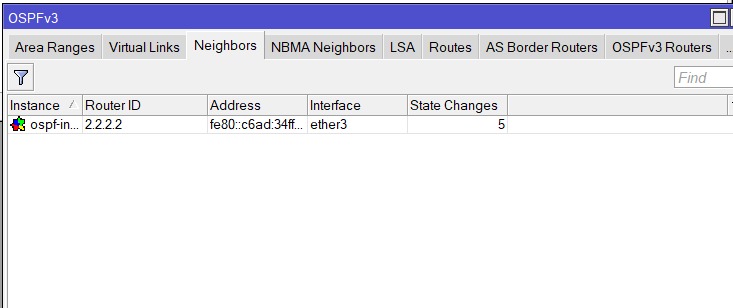 OSPFv3
Area Ranges Virtual Links Neighbors NBMA Neighbors LSA Routes AS Border Routers OSPFv3 Routers ...
Find
Instance Router ID Address Interface State Changes
ospf-in... 2.2.2.2 fe80::c6ad:34ff... ether3 5